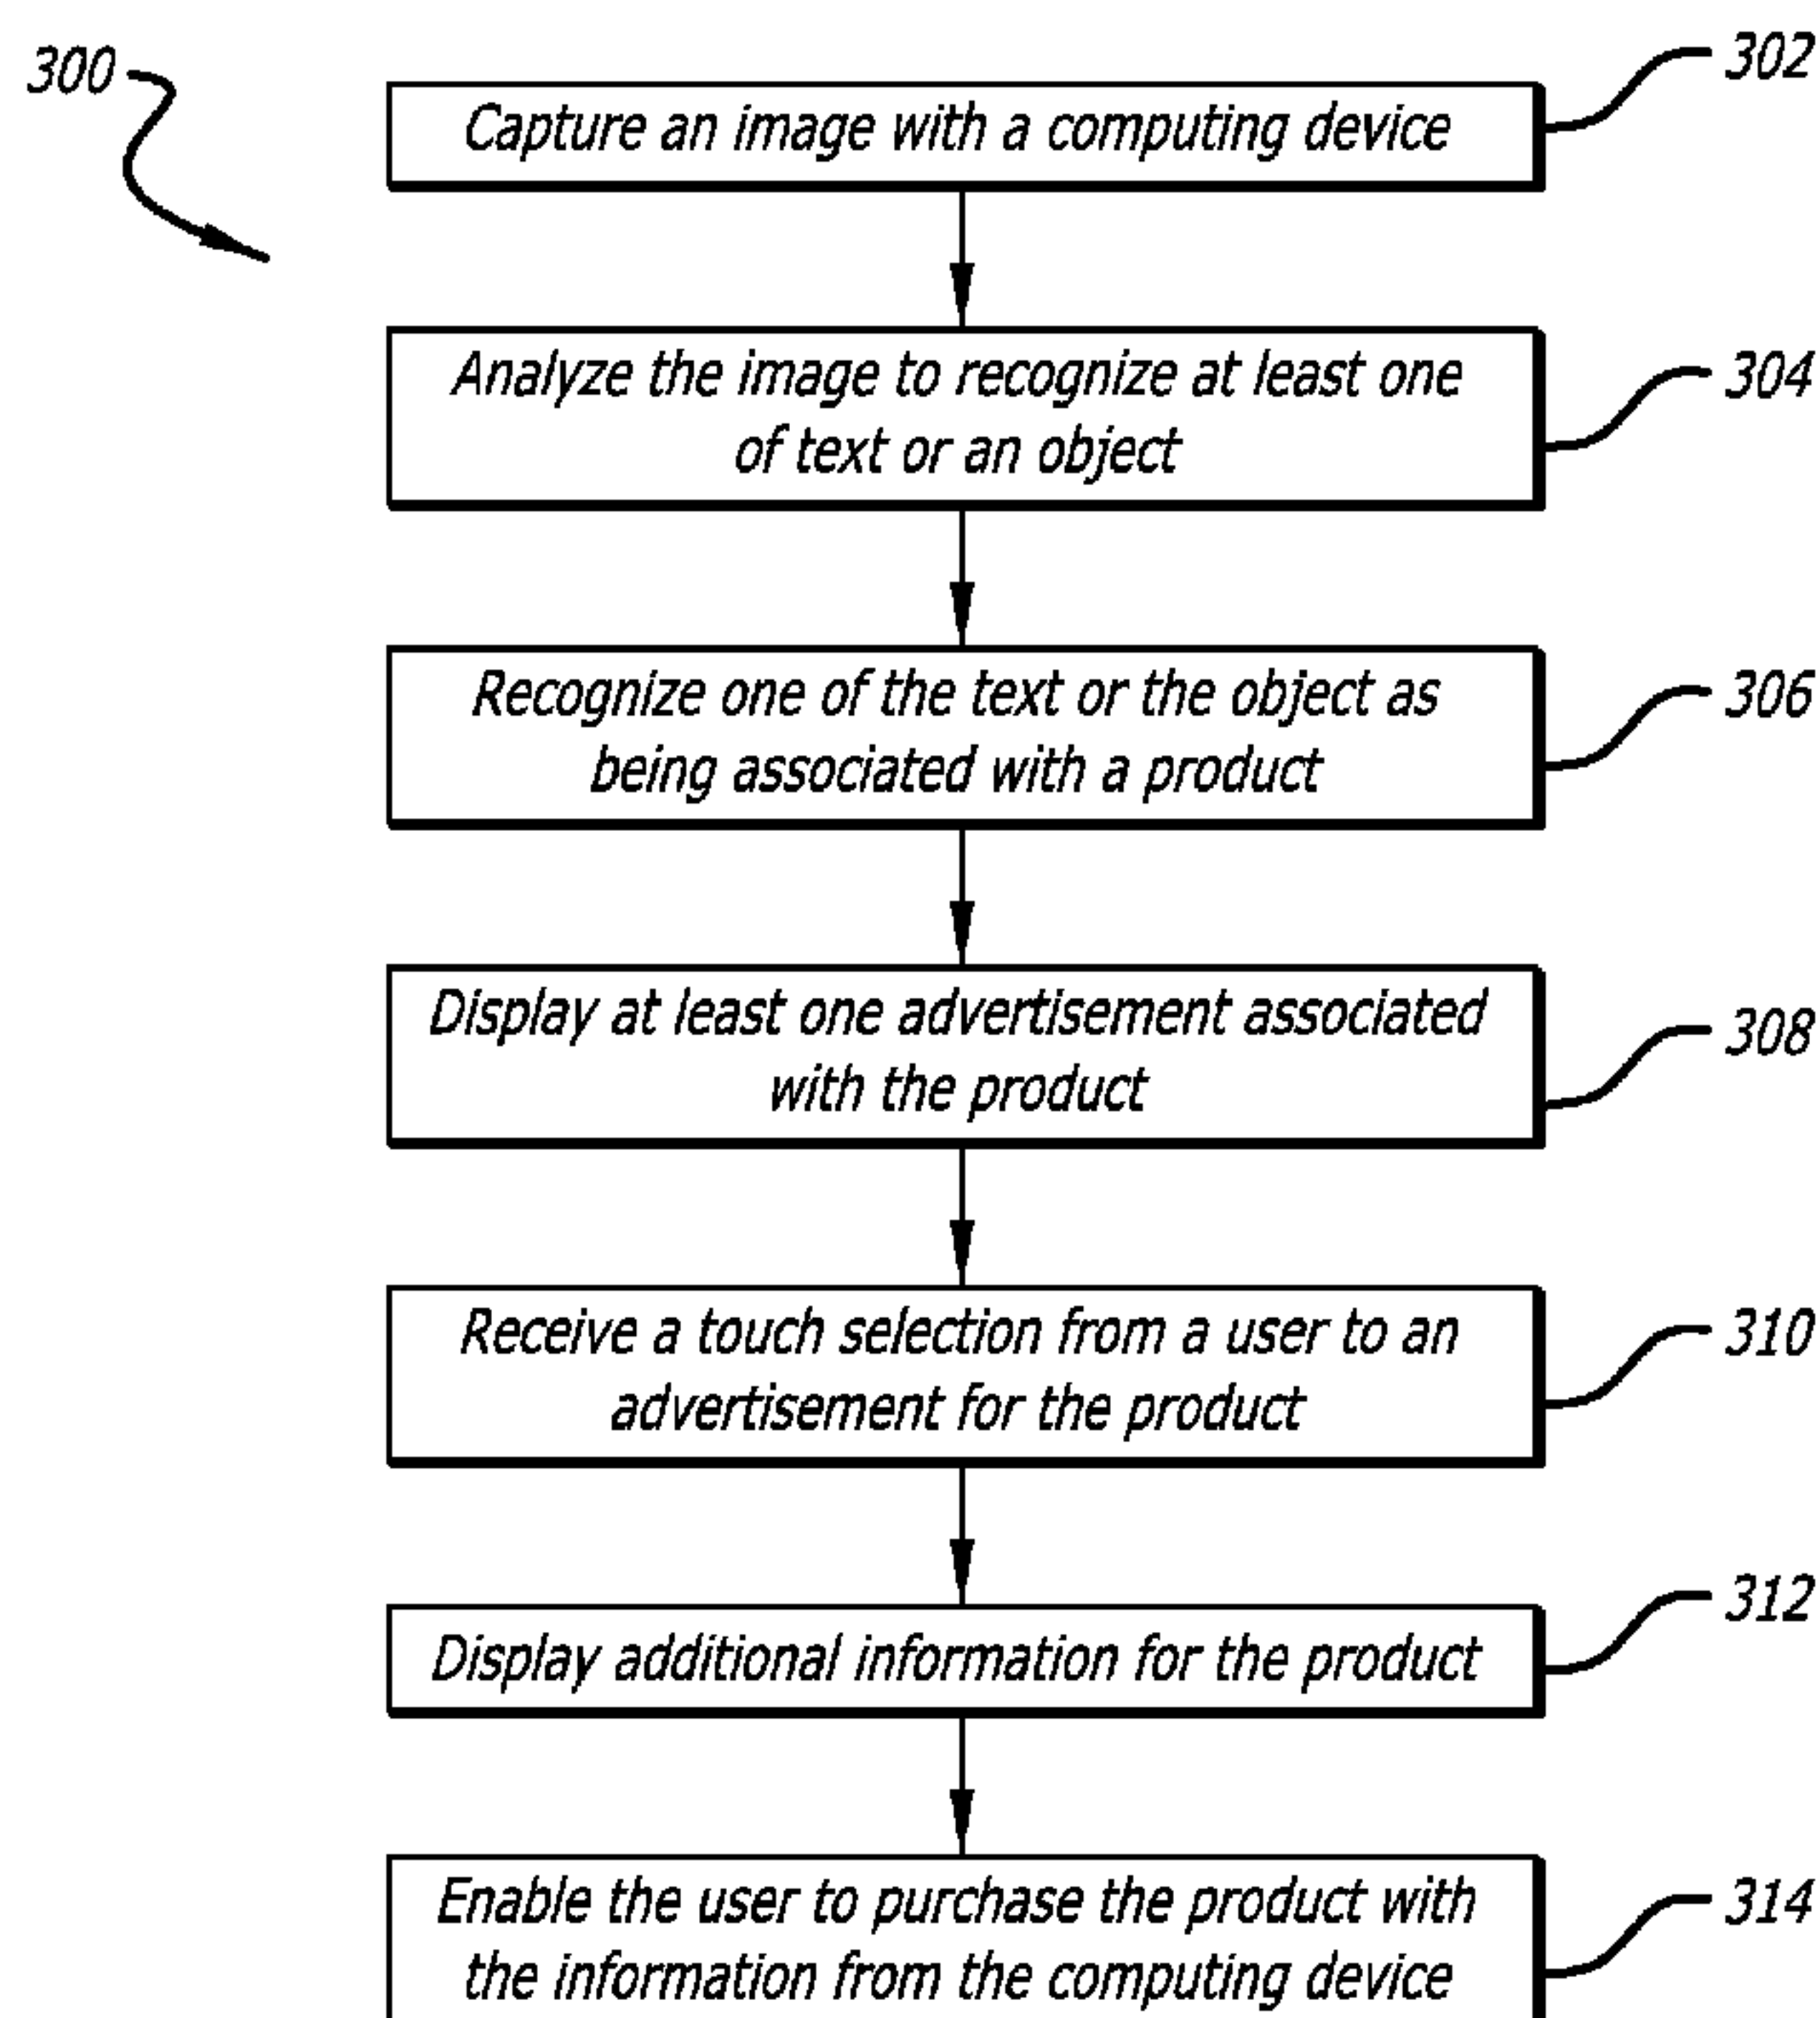 300
302
Capture an image with a computing device
304
Analyze the image to recognize at least one
of text or an object
306
Recognize one of the text or the object as
being associated with a product
308
Display at least one advertisement associated
with the product
310
Receive a touch selection from a user to an
advertisement for the product
312
Display additional information for the product
314
Enable the user to purchase the product with
the information from the computing device